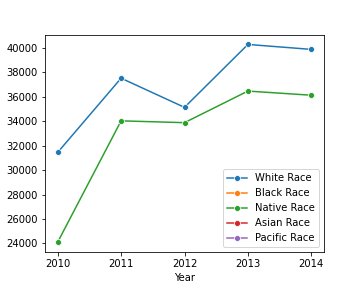 40000
38000
36000
34000
32000
30000
28000
26000
24000
White Race
Black Race
Native Race
Asian Race
Pacific Race
2010 2011 2012 2013 2014
Year